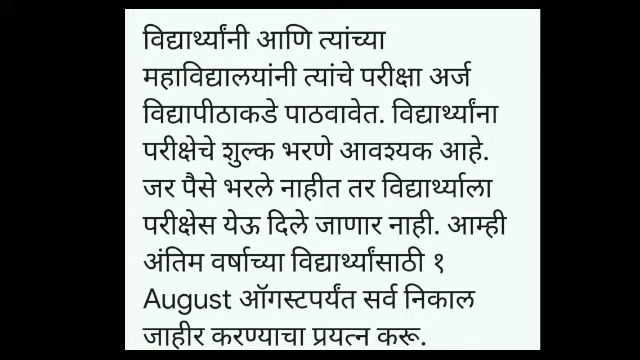 विद्यार्थ्यांनी आणि त्यांच्या
महाविद्यालयांनी त्यांचे परीक्षा अर्ज
विद्यापीठाकडे पाठवावेत. विद्यार्थ्यांना
परीक्षेचे शुल्क भरणे आवश्यक आहे.
जर पैसे भरले नाहीत तर विद्यार्थ्याला
परीक्षेस येऊ दिले जाणार नाही. आम्ही
अंतिम वर्षाच्या विद्यार्थ्यांसाठी १
August ऑगस्टपर्यंत सर्व निकाल
जाहीर करण्याचा प्रयत्न करू.